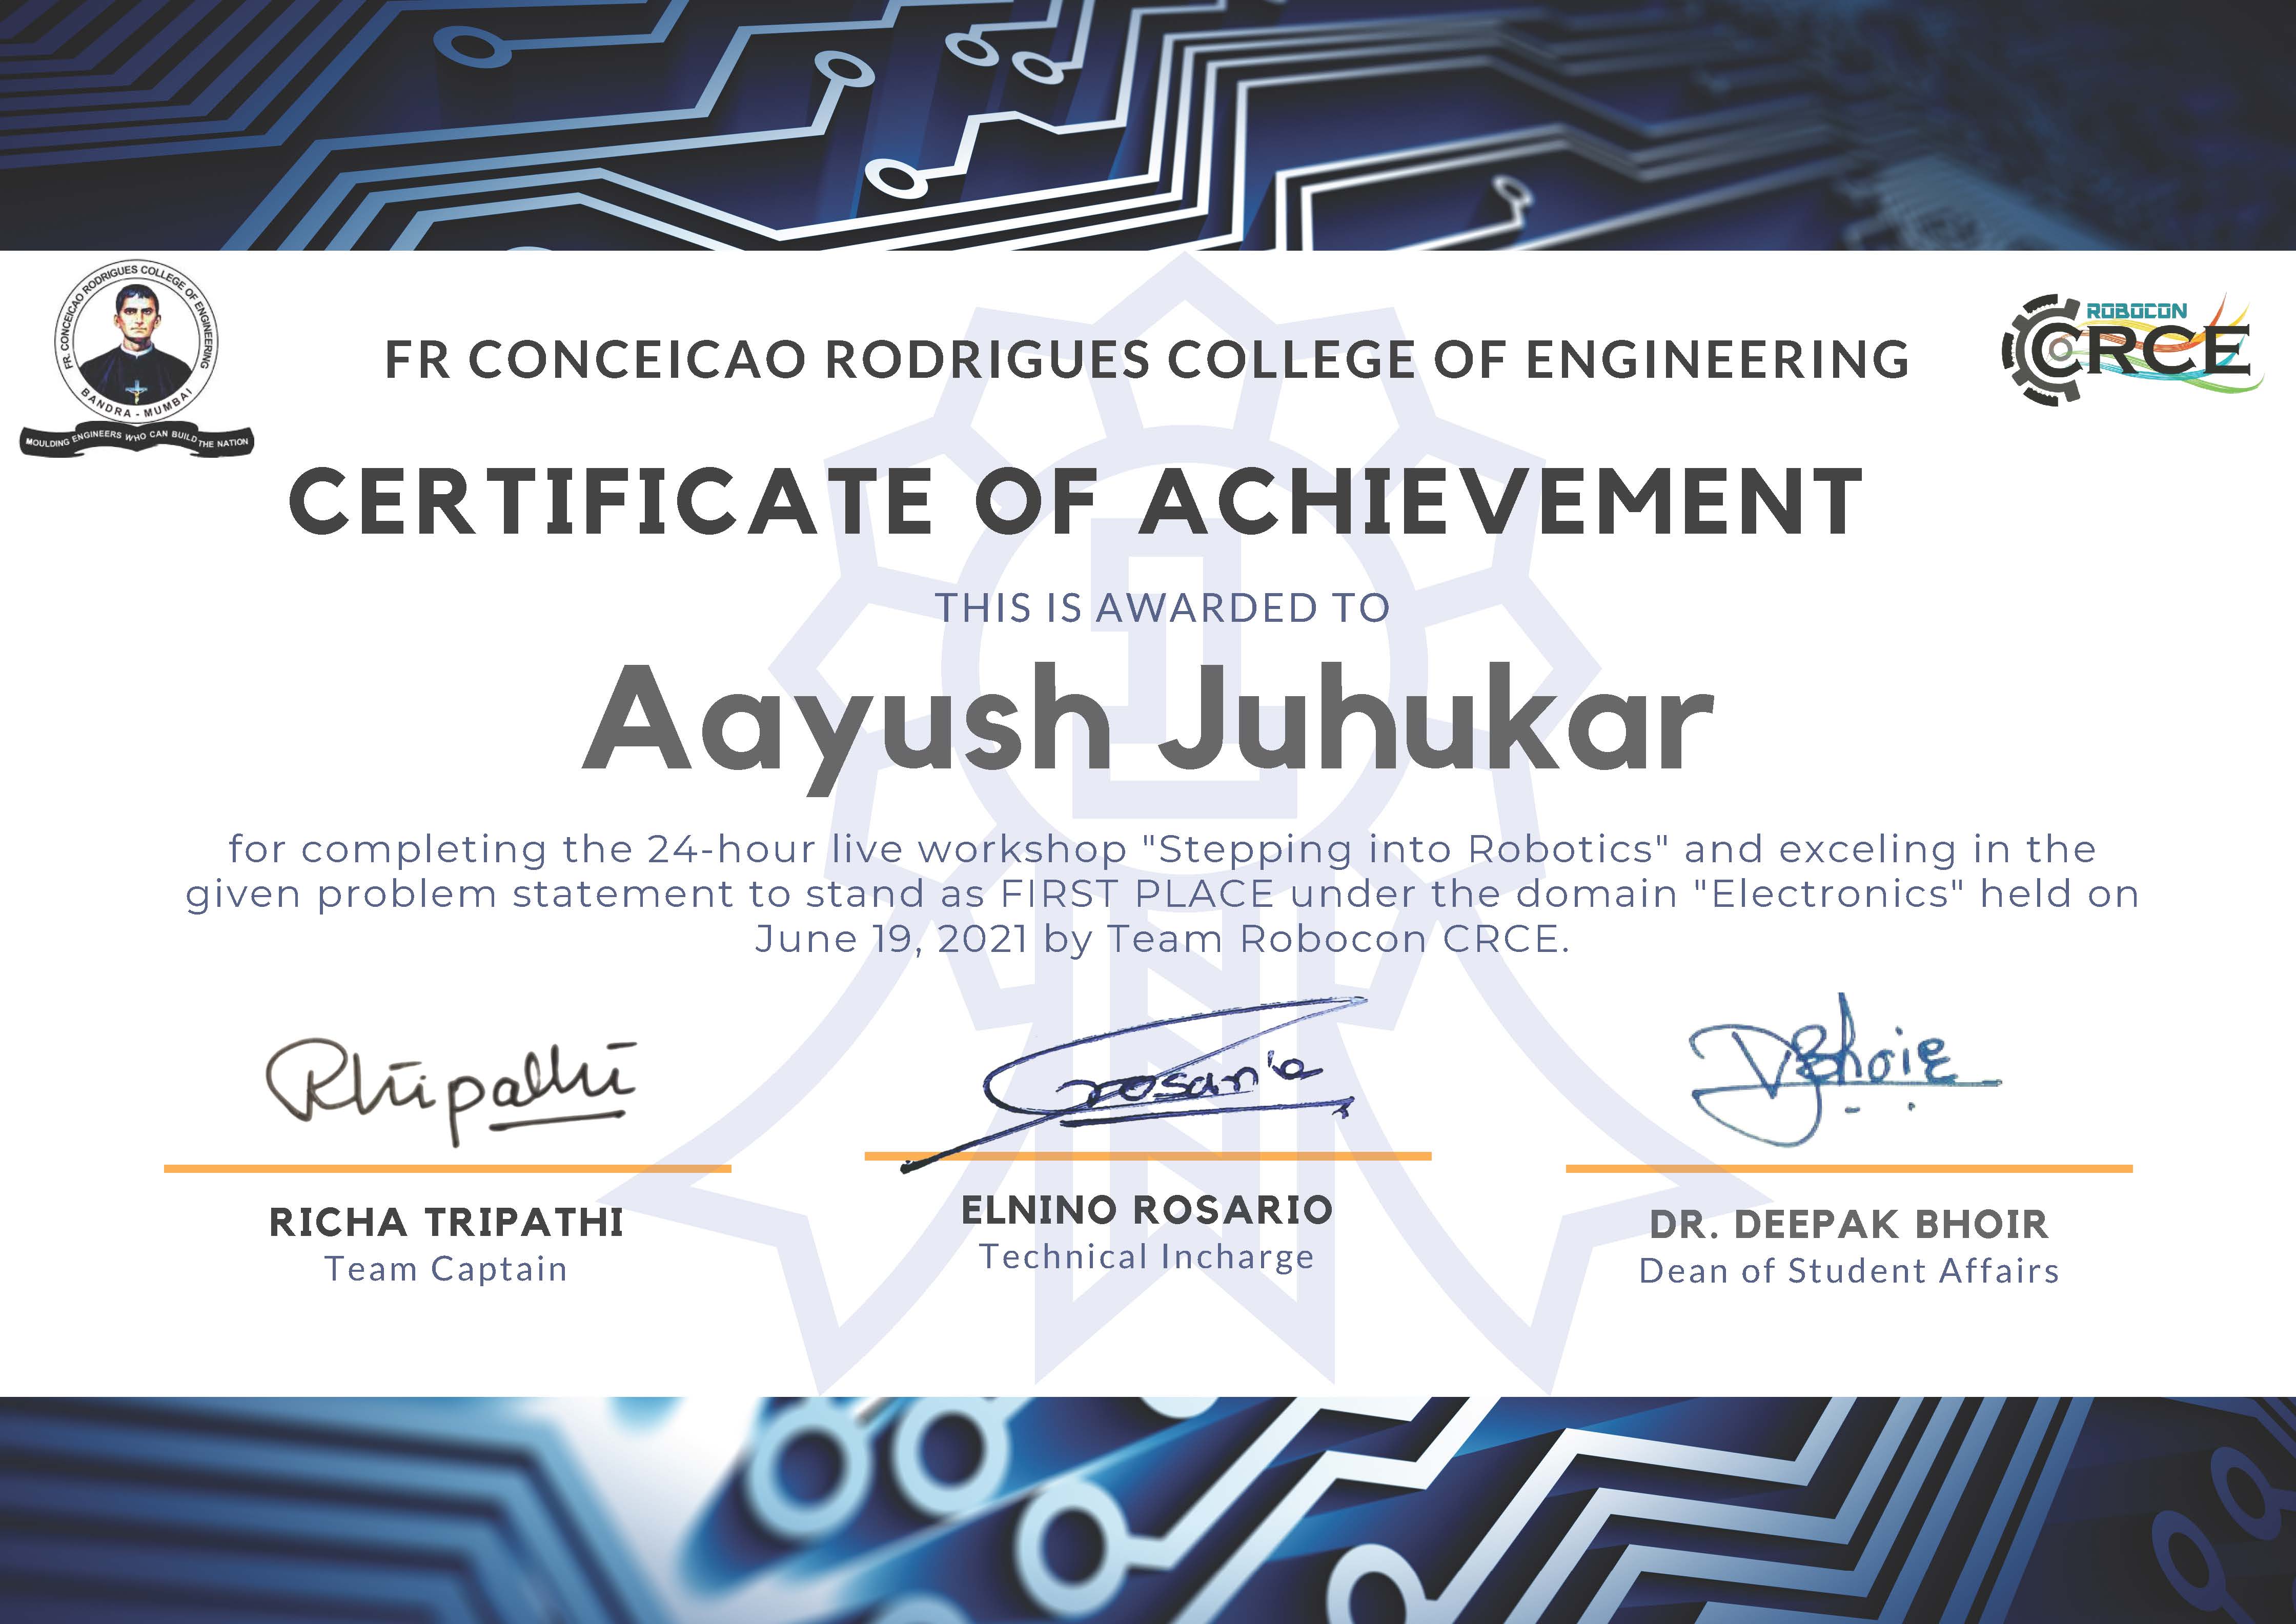 FR. CONCEICAO RODRIGUES COLLEGE OF ENGINEERING
BANDRA - MUMBAI
MOULDING ENGINEERS WHO CAN BUILD THE NATION
ROBOCON
CRCE
FR CONCEICAO RODRIGUES COLLEGE OF ENGINEERING
CERTIFICATE OF ACHIEVEMENT
THIS IS AWARDED TO
Aayush Juhukar
for completing the 24-hour live workshop "Stepping into Robotics" and exceling in the
given problem statement to stand as FIRST PLACE under the domain "Electronics" held on
June 19, 2021 by Team Robocon CRCE.
RTripathi
Rosario
DBhoir
RICHA TRIPATHI
Team Captain
ELNINO ROSARIO
Technical Incharge
DR. DEEPAK BHOIR
Dean of Student Affairs